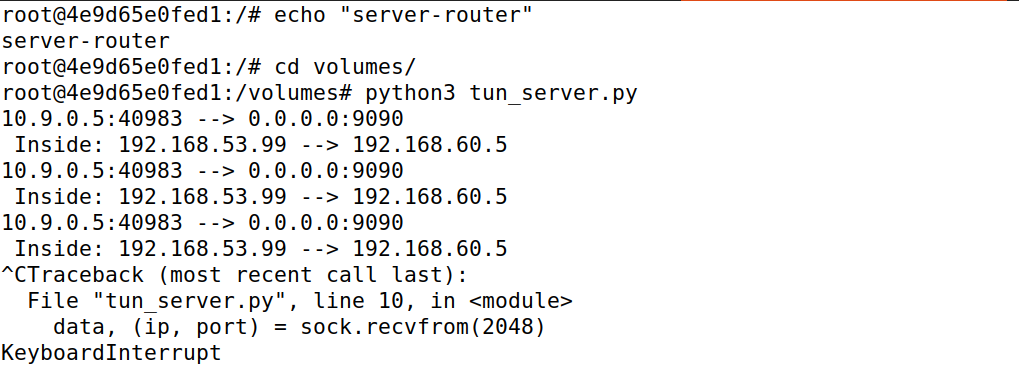 root@4e9d65e0fed1:/# echo "server-router"
server-router
root@4e9d65e0fed1:/# cd volumes/
root@4e9d65e0fed1:/volumes# python3 tun_server.py
10.9.0.5:40983 --> 0.0.0.0:9090
 Inside: 192.168.53.99 --> 192.168.60.5
10.9.0.5:40983 --> 0.0.0.0:9090
 Inside: 192.168.53.99 --> 192.168.60.5
10.9.0.5:40983 --> 0.0.0.0:9090
 Inside: 192.168.53.99 --> 192.168.60.5
^CTraceback (most recent call last):
  File "tun_server.py", line 10, in <module>
    data, (ip, port) = sock.recvfrom(2048)
KeyboardInterrupt